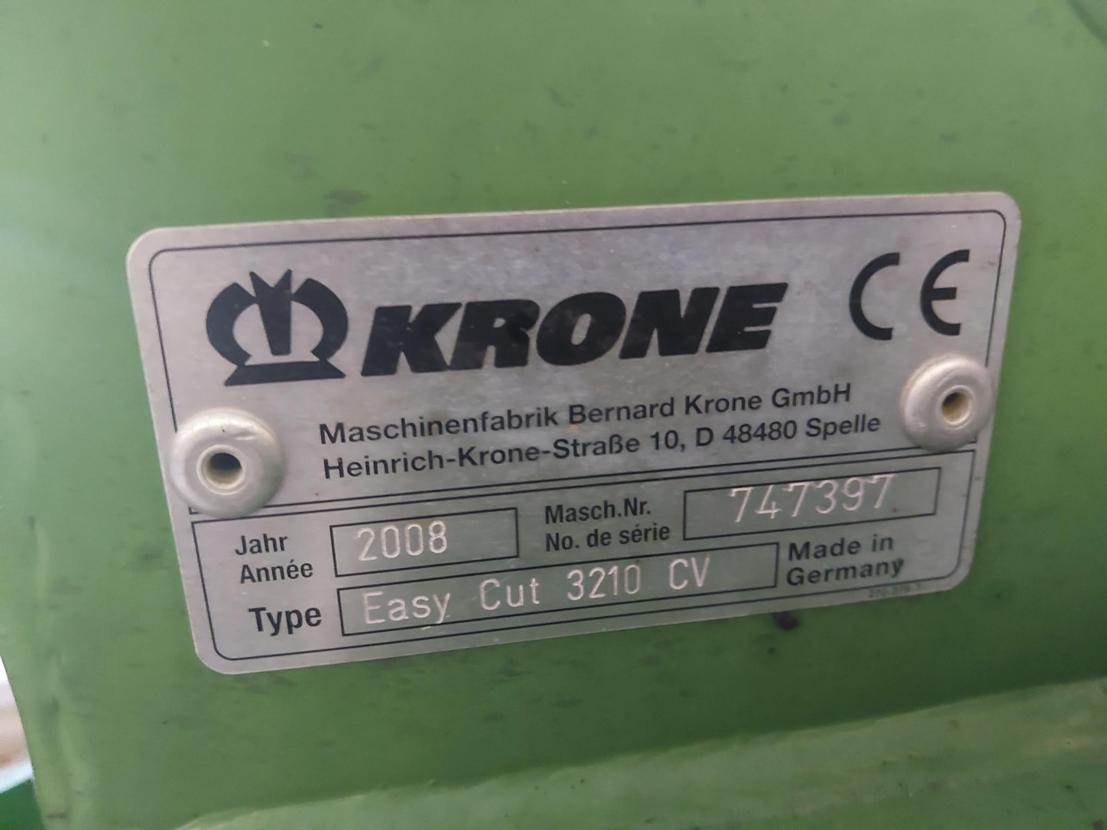 KRONE CE
Maschinenfabrik Bernard Krone GmbH
Heinrich-Krone-Straße 10, D 48480 Spelle
Jahr
Année
2008
Masch.Nr.
No. de série
747397
Type
Easy Cut 3210 CV
Made in
Germany